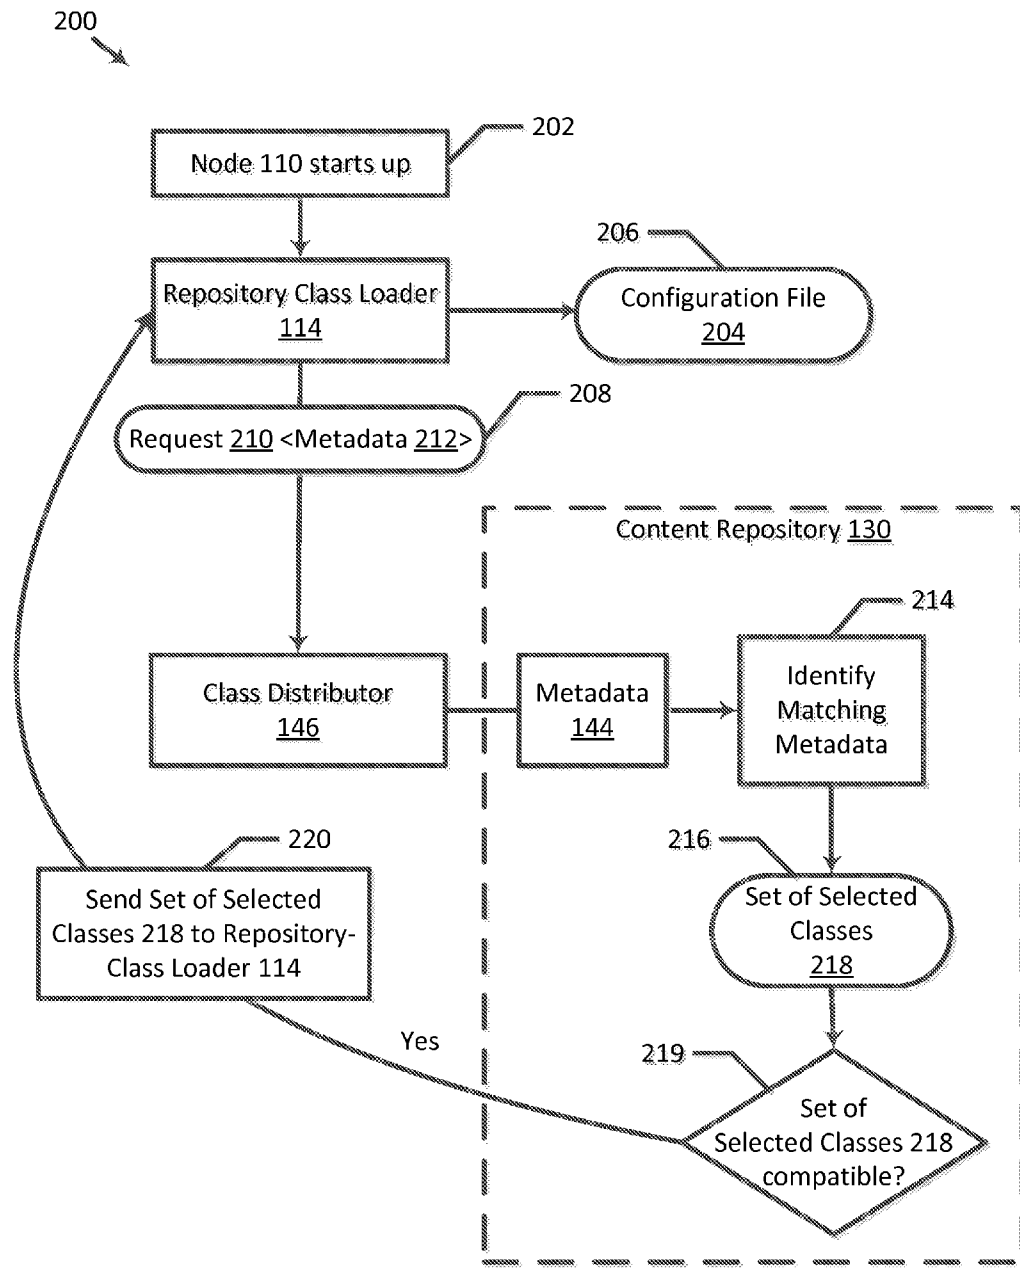 200
202
Node 110 starts up
206
Repository Class Loader
114
Configuration File
204
208
Request 210 <Metadata 212>
Content Repository 130
214
Class Distributor
146
Metadata
144
Identify
Matching
Metadata
220
216
Send Set of Selected
Classes 218 to Repository-
Class Loader 114
Set of Selected
Classes
218
Yes
219
Set of
Selected Classes 218
compatible?